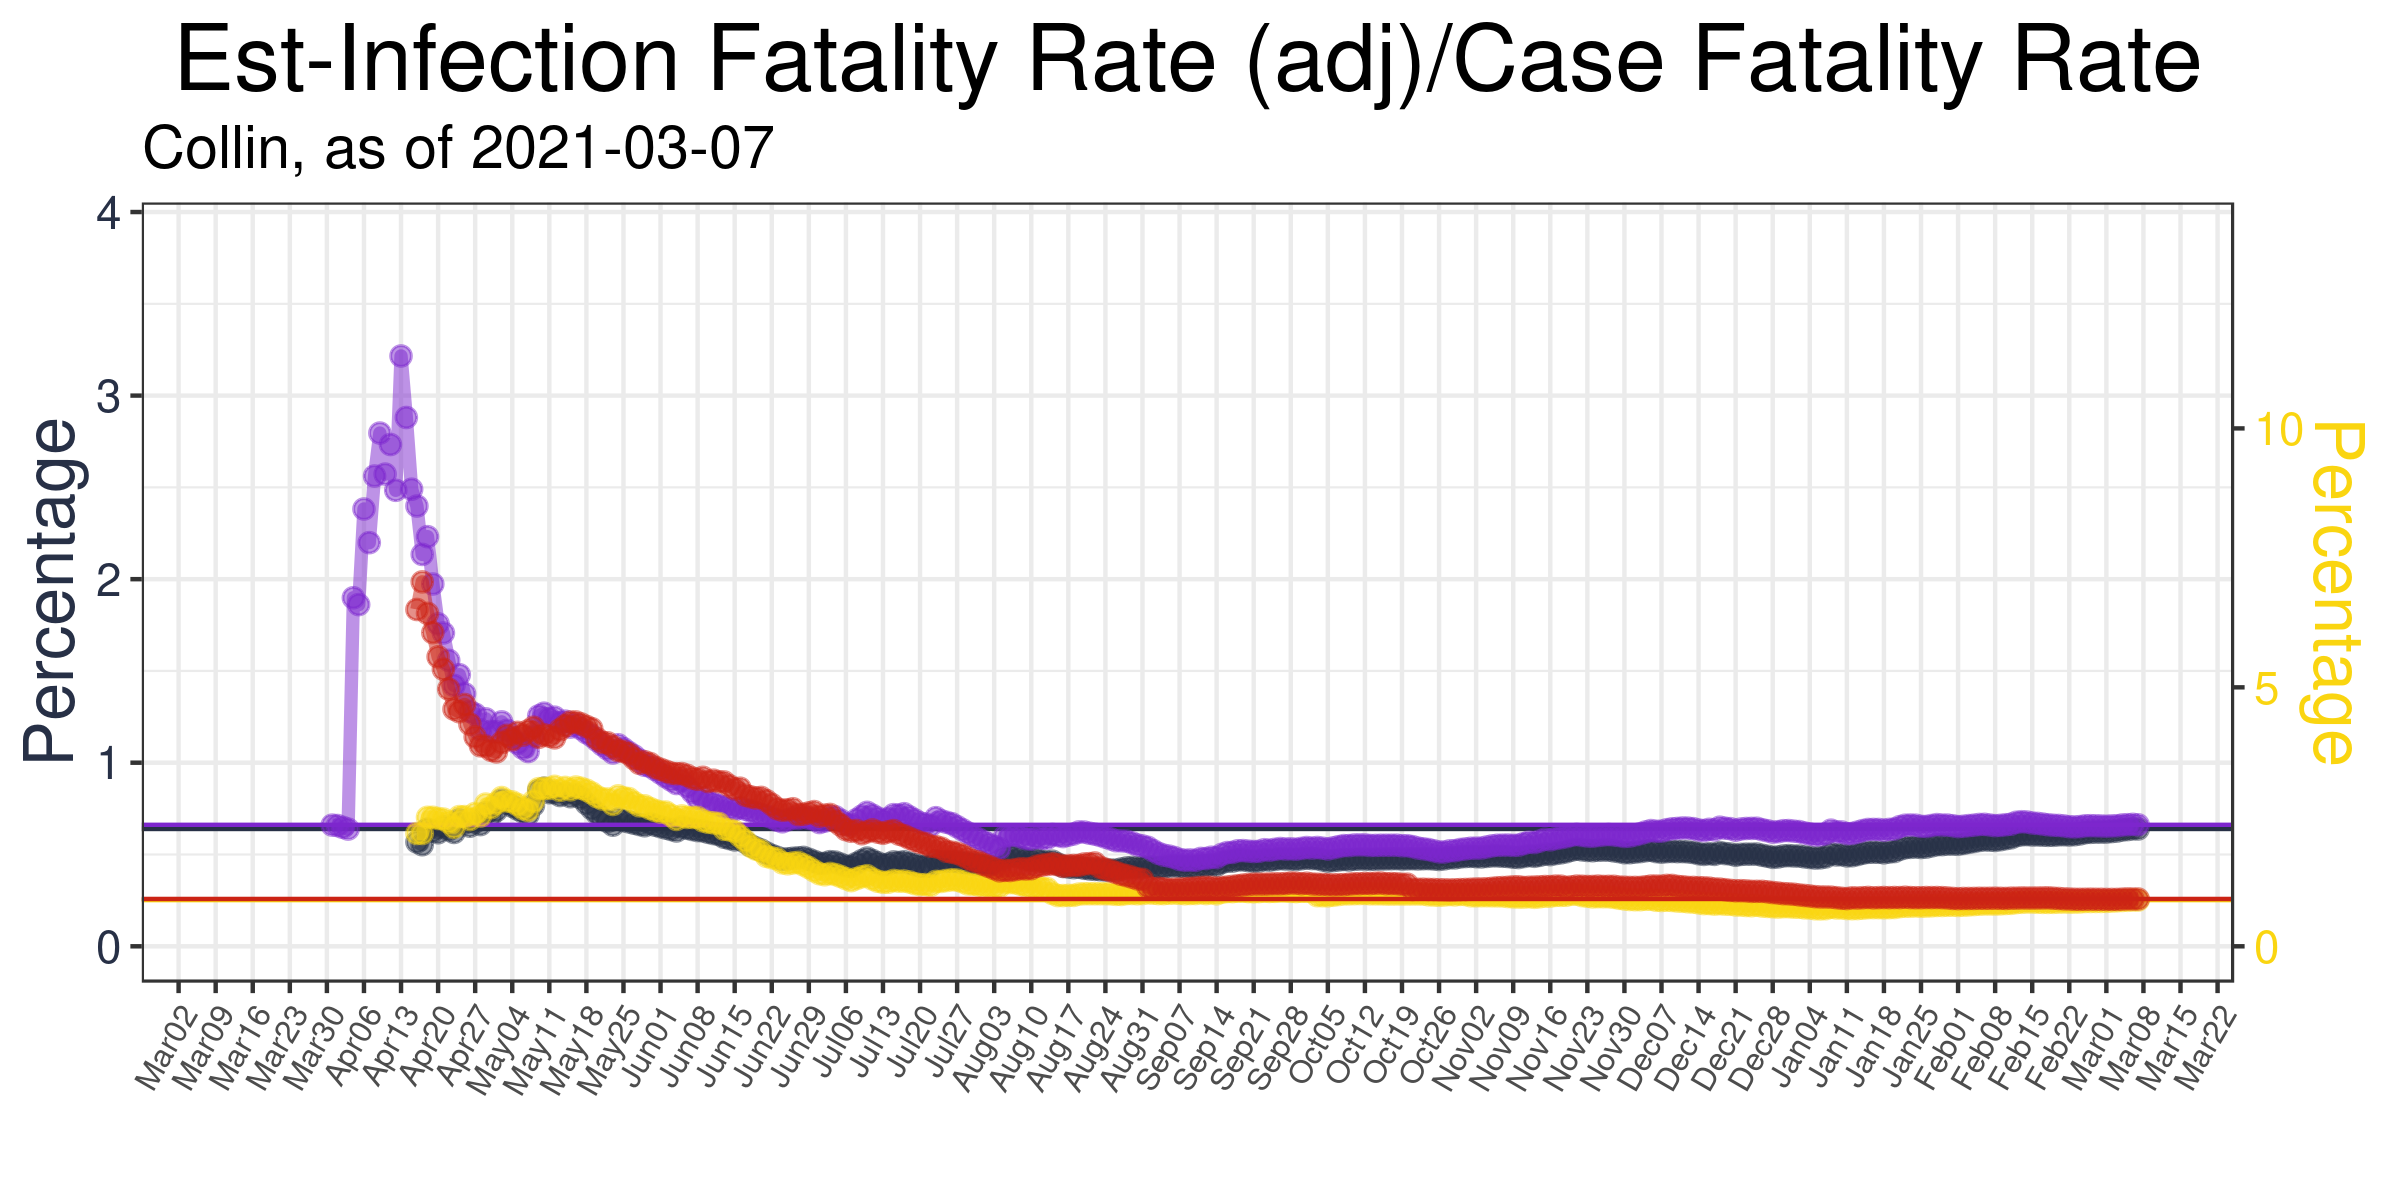 Est-Infection Fatality Rate (adj)/Case Fatality Rate
Collin, as of 2021-03-07
Percentage
4
3
2
1
0
10
5
0
Percentage
Mar02
Mar09
Mar16
Mar23
Mar30
Apr06
Apr13
Apr20
Apr27
May04
May11
May18
May25
Jun01
Jun08
Jun15
Jun22
Jun29
Jul06
Jul13
Jul20
Jul27
Aug03
Aug10
Aug17
Aug24
Aug31
Sep07
Sep14
Sep21
Sep28
Oct05
Oct12
Oct19
Oct26
Nov02
Nov09
Nov16
Nov23
Nov30
Dec07
Dec14
Dec21
Dec28
Jan04
Jan11
Jan18
Jan25
Feb01
Feb08
Feb15
Feb22
Mar01
Mar08
Mar15
Mar22